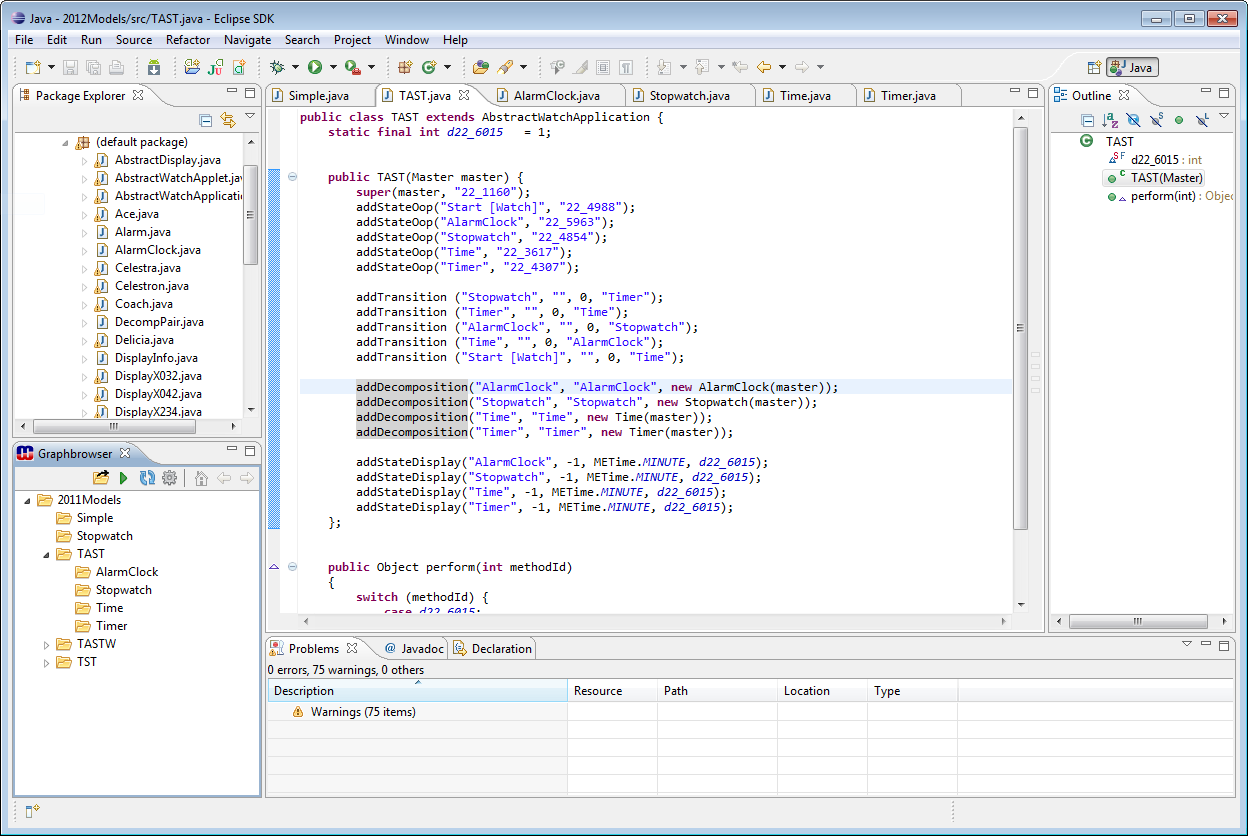 Java - 2012Models/src/TAST.java - Eclipse SDK
File Edit Run Source Refactor Navigate Search Project Window Help
Java
Package Explorer
(default package)
AbstractDisplay.java
AbstractWatchApplet.jav
AbstractWatchApplicati
Ace.java
Alarm.java
AlarmClock.java
Celestra.java
Celestron.java
Coach.java
DecompPair.java
Delicia.java
DisplayInfo.java
DisplayX032.java
DisplayX042.java
DisplayX234.java
Graphbrowser
2011Models
Simple
Stopwatch
TAST
AlarmClock
Stopwatch
Time
Timer
TASTW
TST
Simple.java TAST.java AlarmClock.java Stopwatch.java Time.java Timer.java
public class TAST extends AbstractWatchApplication {
static final int d22_6015 = 1;
public TAST(Master master) {
super(master, "22_1160");
addStateOop("Start [Watch]", "22_4988");
addStateOop("AlarmClock", "22_5963");
addStateOop("Stopwatch", "22_4854");
addStateOop("Time", "22_3617");
addStateOop("Timer", "22_4307");
addTransition ("Stopwatch", "", 0, "Timer");
addTransition ("Timer", "", 0, "Time");
addTransition ("AlarmClock", "", 0, "Stopwatch");
addTransition ("Time", "", 0, "AlarmClock");
addTransition ("Start [Watch]", "", 0, "Time");
addDecomposition("AlarmClock", "AlarmClock", new AlarmClock(master));
addDecomposition("Stopwatch", "Stopwatch", new Stopwatch(master));
addDecomposition("Time", "Time", new Time(master));
addDecomposition("Timer", "Timer", new Timer(master));
addStateDisplay("AlarmClock", -1, METime.MINUTE, d22_6015);
addStateDisplay("Stopwatch", -1, METime.MINUTE, d22_6015);
addStateDisplay("Time", -1, METime.MINUTE, d22_6015);
addStateDisplay("Timer", -1, METime.MINUTE, d22_6015);
};
public Object perform(int methodId)
{
switch (methodId) {
case d22_6015:
Outline
TAST
d22_6015 : int
TAST(Master)
perform(int) : Objec
Problems Javadoc Declaration
0 errors, 75 warnings, 0 others
Description Resource Path Location Type
Warnings (75 items)